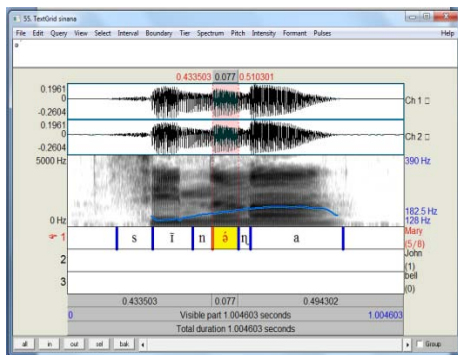 55. TextGrid sinana
File Edit Query View Select Interval Boundary Tier Spectrum Pitch Intensity Formant Pulses Help
ə́
0.433503 0.077 0.510301
0.1961
0
-0.2604
Ch 1
0.1961
0
-0.2604
Ch 2
5000 Hz
390 Hz
182.5 Hz
0 Hz
128 Hz
1 s ī n ə́ ɳ a Mary (5/8)
2 John (1)
3 bell (0)
0.433503 0.077 0.494302
0 Visible part 1.004603 seconds 1.004603
Total duration 1.004603 seconds
all in out sel bak Group